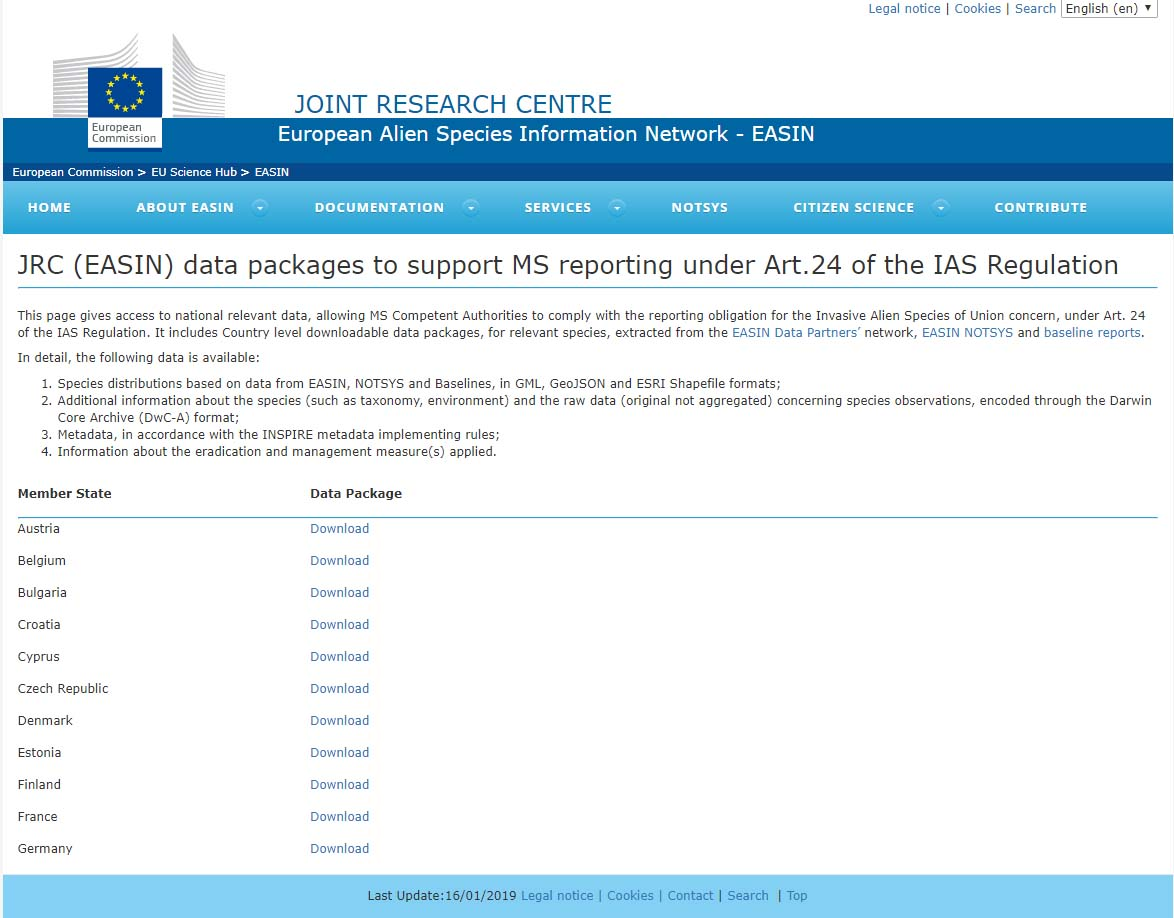 Legal notice | Cookies | Search English (en) ▼
European
Commission
JOINT RESEARCH CENTRE
European Alien Species Information Network - EASIN
European Commission > EU Science Hub > EASIN
HOME ABOUT EASIN DOCUMENTATION SERVICES NOTSYS CITIZEN SCIENCE CONTRIBUTE
JRC (EASIN) data packages to support MS reporting under Art.24 of the IAS Regulation
This page gives access to national relevant data, allowing MS Competent Authorities to comply with the reporting obligation for the Invasive Alien Species of Union concern, under Art. 24
of the IAS Regulation. It includes Country level downloadable data packages, for relevant species, extracted from the EASIN Data Partners’ network, EASIN NOTSYS and baseline reports.
In detail, the following data is available:
1. Species distributions based on data from EASIN, NOTSYS and Baselines, in GML, GeoJSON and ESRI Shapefile formats;
2. Additional information about the species (such as taxonomy, environment) and the raw data (original not aggregated) concerning species observations, encoded through the Darwin
Core Archive (DwC-A) format;
3. Metadata, in accordance with the INSPIRE metadata implementing rules;
4. Information about the eradication and management measure(s) applied.
Member State Data Package
Austria Download
Belgium Download
Bulgaria Download
Croatia Download
Cyprus Download
Czech Republic Download
Denmark Download
Estonia Download
Finland Download
France Download
Germany Download
Last Update:16/01/2019 Legal notice | Cookies | Contact | Search | Top